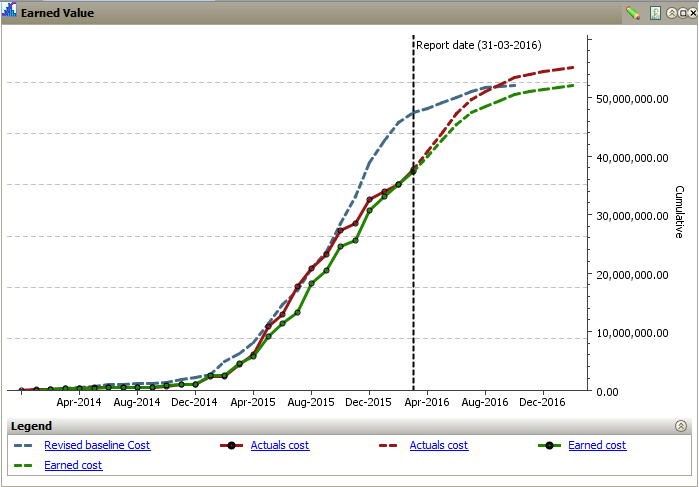 Earned Value
Report date (31-03-2016)
50,000,000.00
40,000,000.00
30,000,000.00
20,000,000.00
10,000,000.00
0.00
Cumulative
Apr-2014 Aug-2014 Dec-2014 Apr-2015 Aug-2015 Dec-2015 Apr-2016 Aug-2016 Dec-2016
Legend
Revised baseline Cost Actuals cost Actuals cost Earned cost
Earned cost